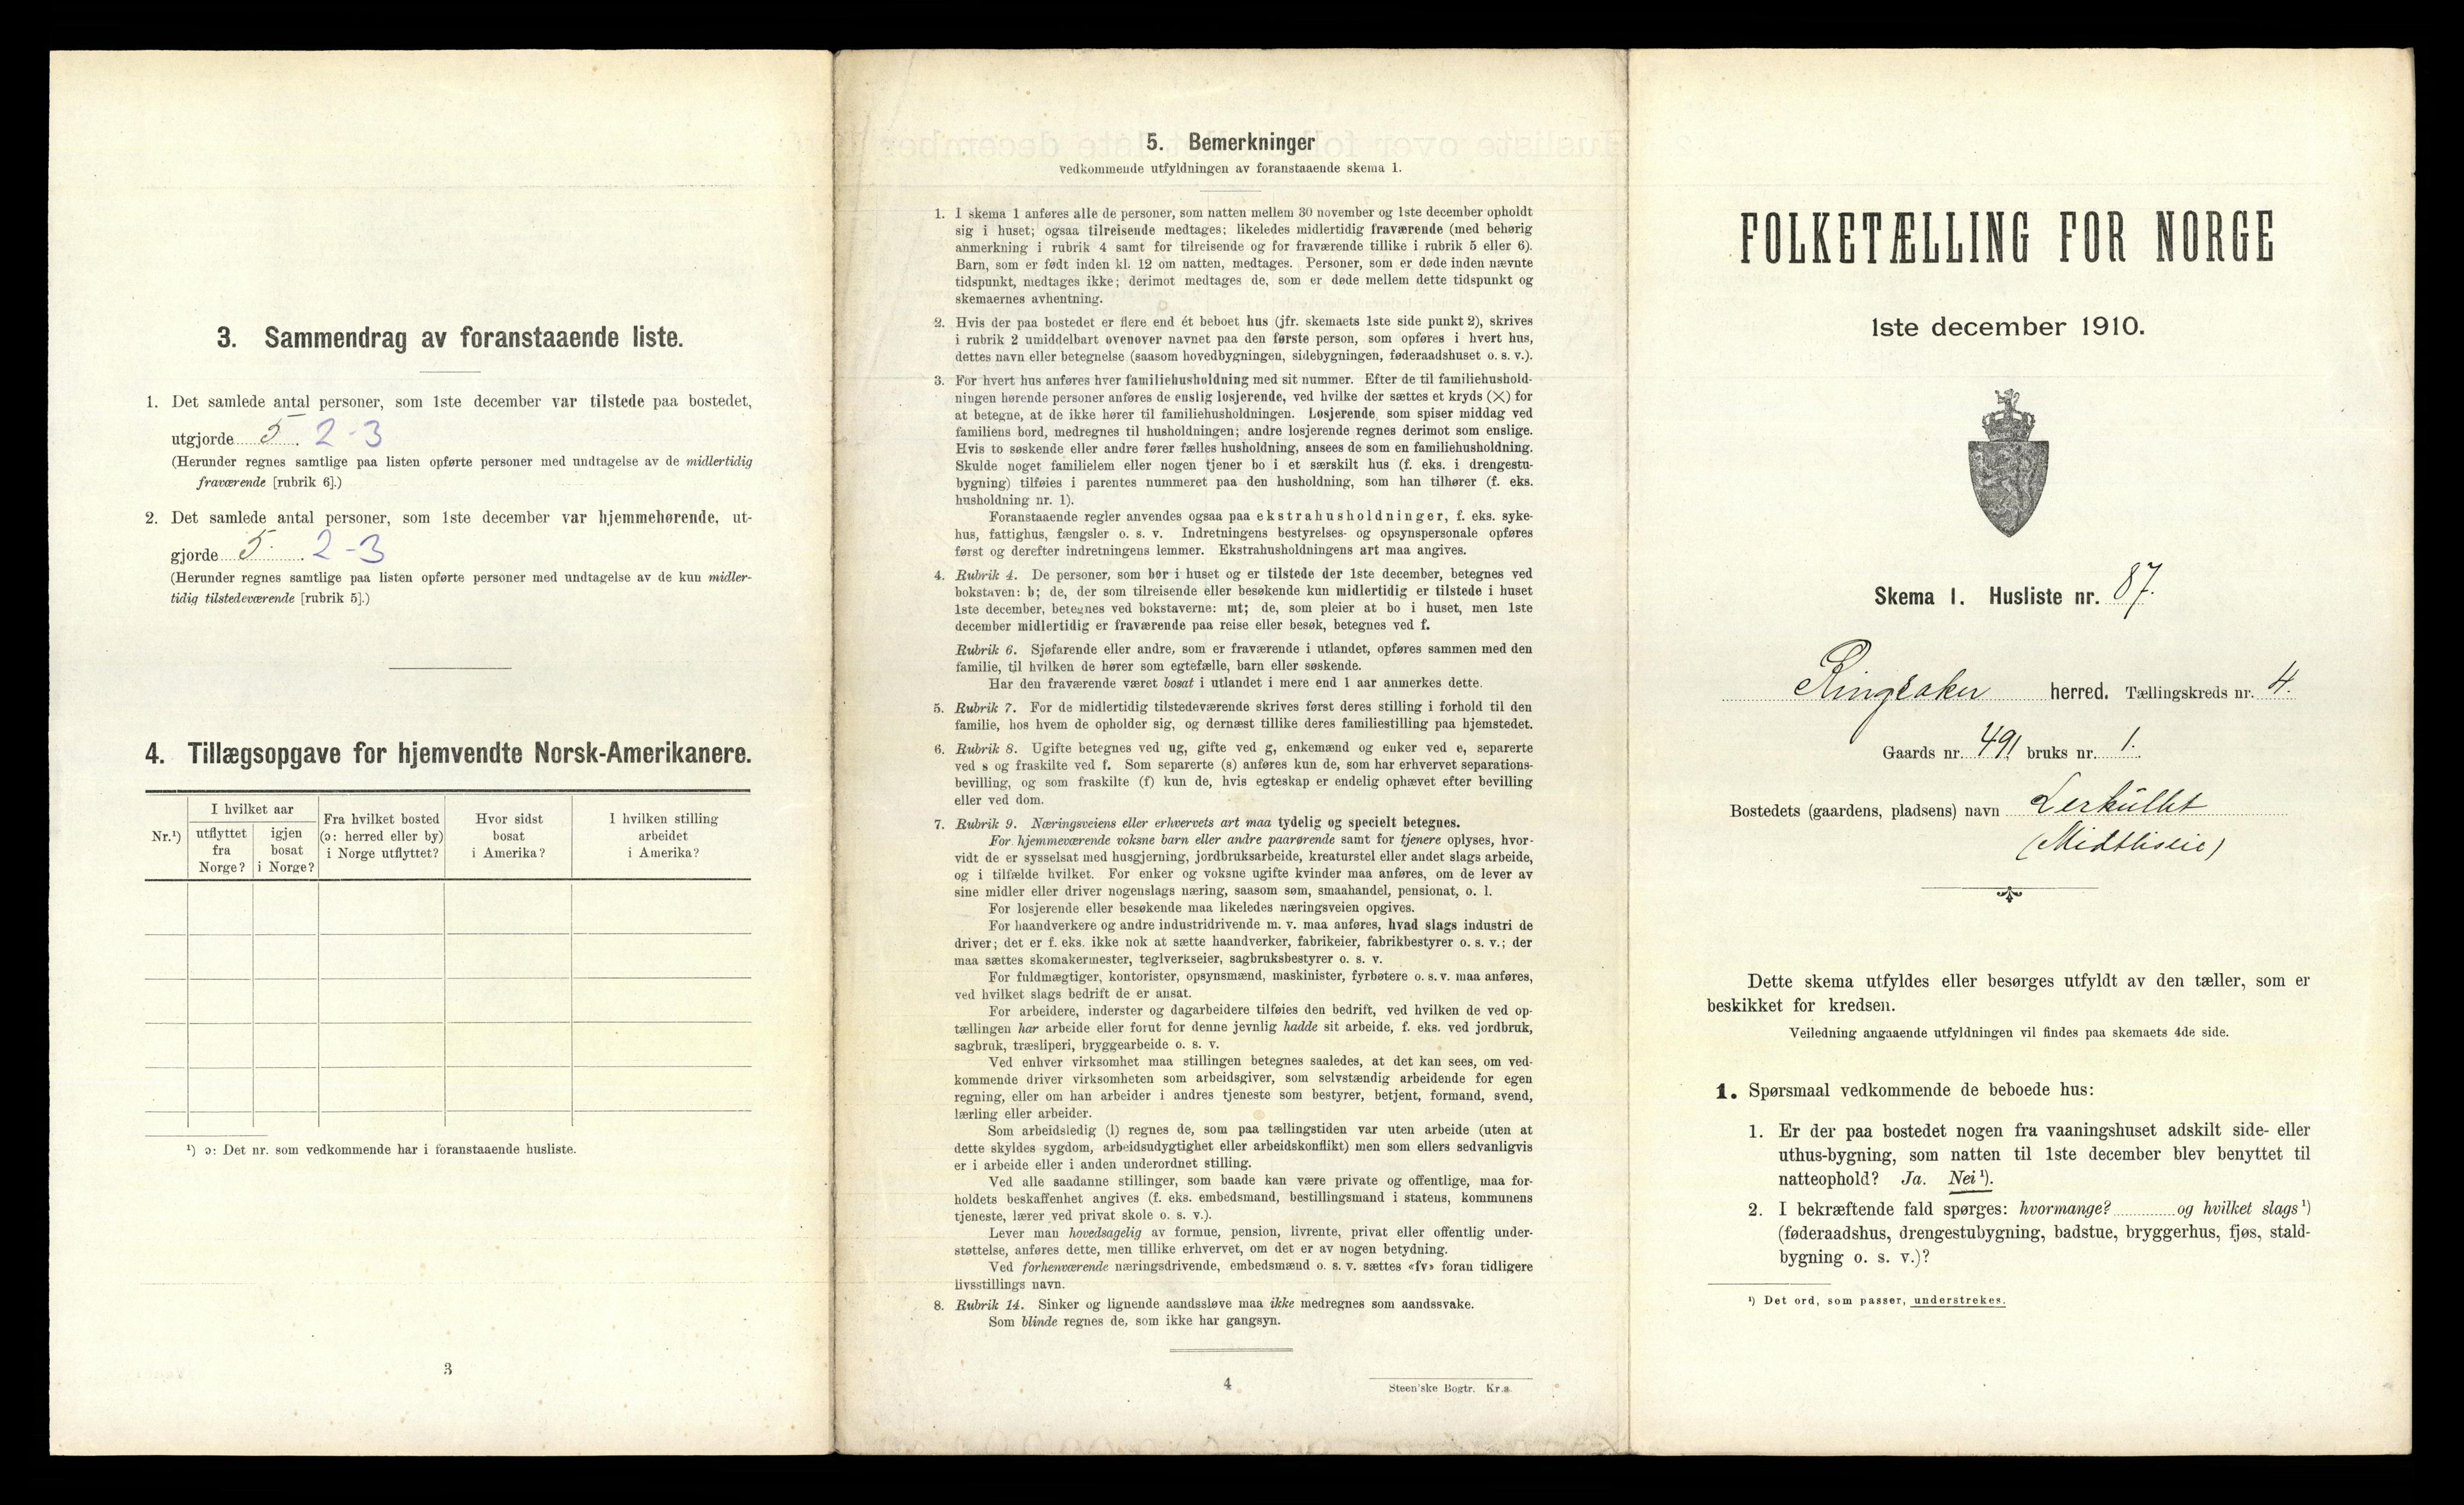 3. Sammendrag av foranstaaende liste.
1. Det samlede antal personer, som 1ste december var tilstede paa bostedet,
utgjorde 5. 2-3
(Herunder regnes samtlige paa listen opførte personer med undtagelse av de midlertidig
fraværende [rubrik 6].)
2. Det samlede antal personer, som 1ste december var hjemmehørende, ut-
gjorde 5. 2-3
(Herunder regnes samtlige paa listen opførte personer med undtagelse av de kun midler-
tidig tilstedeværende [rubrik 5].)
4. Tillægsopgave for hjemvendte Norsk-Amerikanere.
Nr.¹)
I hvilket aar
utflyttet
fra
Norge?
igjen
bosat
i Norge?
Fra hvilket bosted
(ɔ: herred eller by)
i Norge utflyttet?
Hvor sidst
bosat
i Amerika?
I hvilken stilling
arbeidet
i Amerika?
¹) ɔ: Det nr. som vedkommende har i foranstaaende husliste.
3
5. Bemerkninger
vedkommende utfyldningen av foranstaaende skema 1.
1. I skema 1 anføres alle de personer, som natten mellem 30 november og 1ste december opholdt
sig i huset; ogsaa tilreisende medtages; likeledes midlertidig fraværende (med behørig
anmerkning i rubrik 4 samt for tilreisende og for fraværende tillike i rubrik 5 eller 6).
Barn, som er født inden kl. 12 om natten, medtages. Personer, som er døde inden nævnte
tidspunkt, medtages ikke; derimot medtages de, som er døde mellem dette tidspunkt og
skemaernes avhentning.
2. Hvis der paa bostedet er flere end ét beboet hus (jfr. skemaets 1ste side punkt 2), skrives
i rubrik 2 umiddelbart ovenover navnet paa den første person, som opføres i hvert hus,
dettes navn eller betegnelse (saasom hovedbygningen, sidebygningen, føderaadshuset o. s. v.).
3. For hvert hus anføres hver familiehusholdning med sit nummer. Efter de til familiehushold-
ningen hørende personer anføres de enslig losjerende, ved hvilke der sættes et kryds (×) for
at betegne, at de ikke hører til familiehusholdningen. Losjerende som spiser middag ved
familiens bord, medregnes til husholdningen; andre losjerende regnes derimot som enslige.
Hvis to søskende eller andre fører fælles husholdning, ansees de som en familiehusholdning.
Skulde noget familielem eller nogen tjener bo i et særskilt hus (f. eks. i drengestu-
bygning) tilføies i parentes nummeret paa den husholdning, som han tilhører (f. eks.
husholdning nr. 1).
Foranstaaende regler anvendes ogsaa paa ekstrahusholdninger, f. eks. syke-
hus, fattighus, fængsler o. s. v. Indretningens bestyrelses- og opsynspersonale opføres
først og derefter indretningens lemmer. Ekstrahusholdningens art maa angives.
4. Rubrik 4. De personer, som bor i huset og er tilstede der 1ste december, betegnes ved
bokstaven: b; de, der som tilreisende eller besøkende kun midlertidig er tilstede i huset
1ste december, betegnes ved bokstaverne: mt; de, som pleier at bo i huset, men 1ste
december midlertidig er fraværende paa reise eller besøk, betegnes ved f.
Rubrik 6. Sjøfarende eller andre, som er fraværende i utlandet, opføres sammen med den
familie, til hvilken de hører som egtefælle, barn eller søskende.
Har den fraværende været bosat i utlandet i mere end 1 aar anmerkes dette.
5. Rubrik 7. For de midlertidig tilstedeværende skrives først deres stilling i forhold til den
familie, hos hvem de opholder sig, og dernæst tillike deres familiestilling paa hjemstedet.
6. Rubrik 8. Ugifte betegnes ved ug, gifte ved g, enkemænd og enker ved e, separerte
ved s og fraskilte ved f. Som separerte (s) anføres kun de, som har erhvervet separations-
bevilling, og som fraskilte (f) kun de, hvis egteskap er endelig ophævet efter bevilling
eller ved dom.
7. Rubrik 9. Næringsveiens eller erhvervets art maa tydelig og specielt betegnes.
For hjemmeværende voksne barn eller andre paarørende samt for tjenere oplyses, hvor-
vidt de er sysselsat med husgjerning, jordbruksarbeide, kreaturstel eller andet slags arbeide,
og i tilfælde hvilket. For enker og voksne ugifte kvinder maa anføres, om de lever av
sine midler eller driver nogenslags næring, saasom søm, smaahandel, pensionat, o. l.
For losjerende eller besøkende maa likeledes næringsveien opgives.
For haandverkere og andre industridrivende m. v. maa anføres, hvad slags industri de
driver; det er f. eks. ikke nok at sætte haandverker, fabrikeier, fabrikbestyrer o. s. v.; der
maa sættes skomakermester, teglverkseier, sagbruksbestyrer o. s. v.
For fuldmægtiger, kontorister, opsynsmænd, maskinister, fyrbøtere o. s. v. maa anføres,
ved hvilket slags bedrift de er ansat.
For arbeidere, inderster og dagarbeidere tilføies den bedrift, ved hvilken de ved op-
tællingen har arbeide eller forut for denne jevnlig hadde sit arbeide, f. eks. ved jordbruk,
sagbruk, træsliperi, bryggearbeide o. s. v.
Ved enhver virksomhet maa stillingen betegnes saaledes, at det kan sees, om ved-
kommende driver virksomheten som arbeidsgiver, som selvstændig arbeidende for egen
regning, eller om han arbeider i andres tjeneste som bestyrer, betjent, formand, svend,
lærling eller arbeider.
Som arbeidsledig (l) regnes de, som paa tællingstiden var uten arbeide (uten at
dette skyldes sygdom, arbeidsudygtighet eller arbeidskonflikt) men som ellers sedvanligvis
er i arbeide eller i anden underordnet stilling.
Ved alle saadanne stillinger, som baade kan være private og offentlige, maa for-
holdets beskaffenhet angives (f. eks. embedsmand, bestillingsmand i statens, kommunens
tjeneste, lærer ved privat skole o. s. v.).
Lever man hovedsagelig av formue, pension, livrente, privat eller offentlig under-
støttelse, anføres dette, men tillike erhvervet, om det er av nogen betydning.
Ved forhenværende næringsdrivende, embedsmænd o. s. v. sættes «fv» foran tidligere
livsstillings navn.
8. Rubrik 14. Sinker og lignende aandssløve maa ikke medregnes som aandssvake.
Som blinde regnes de, som ikke har gangsyn.
4
Steen'ske Bogtr. Kr.a.
FOLKETÆLLING FOR NORGE
1ste december 1910.
Skema 1. Husliste nr. 87.
Ringsaker herred. Tællingskreds nr. 4.
Gaards nr. 491 bruks nr. 1.
Bostedets (gaardens, pladsens) navn Lerkullet
(Midtliseie)
Dette skema utfyldes eller besørges utfyldt av den tæller, som er
beskikket for kredsen.
Veiledning angaaende utfyldningen vil findes paa skemaets 4de side.
1. Spørsmaal vedkommende de beboede hus:
1. Er der paa bostedet nogen fra vaaningshuset adskilt side- eller
uthus-bygning, som natten til 1ste december blev benyttet til
natteophold? Ja. Nei¹).
2. I bekræftende fald spørges: hvormange? og hvilket slags¹)
(føderaadshus, drengestubygning, badstue, bryggerhus, fjøs, stald-
bygning o. s. v.)?
¹) Det ord, som passer, understrekes.